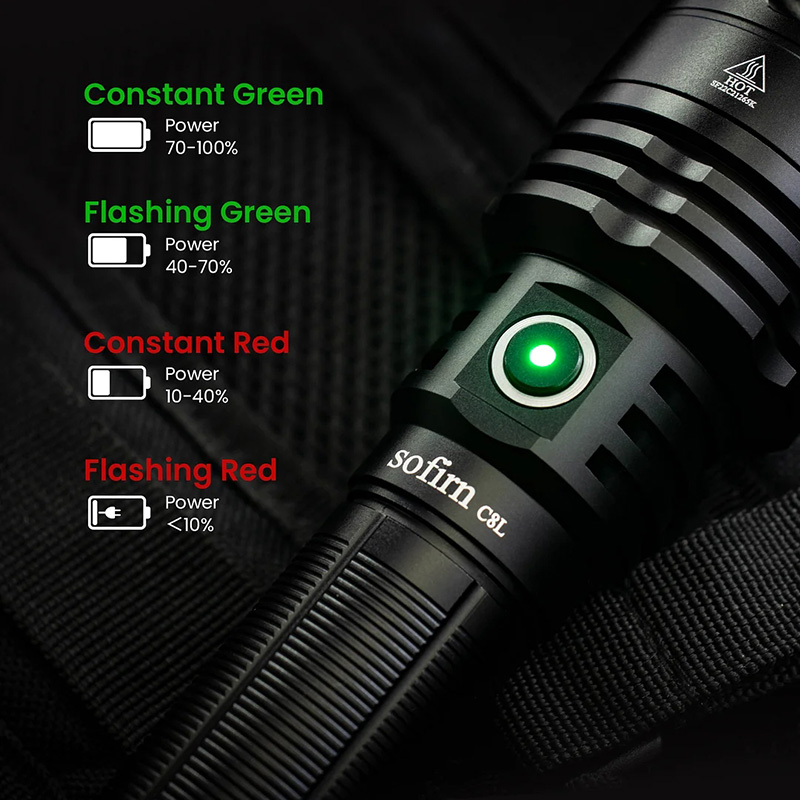 Constant Green
Power
70-100%
Flashing Green
Power
40-70%
Constant Red
Power
10-40%
Flashing Red
Power
<10%
HOT
SF22C21265K
sofirn C8L